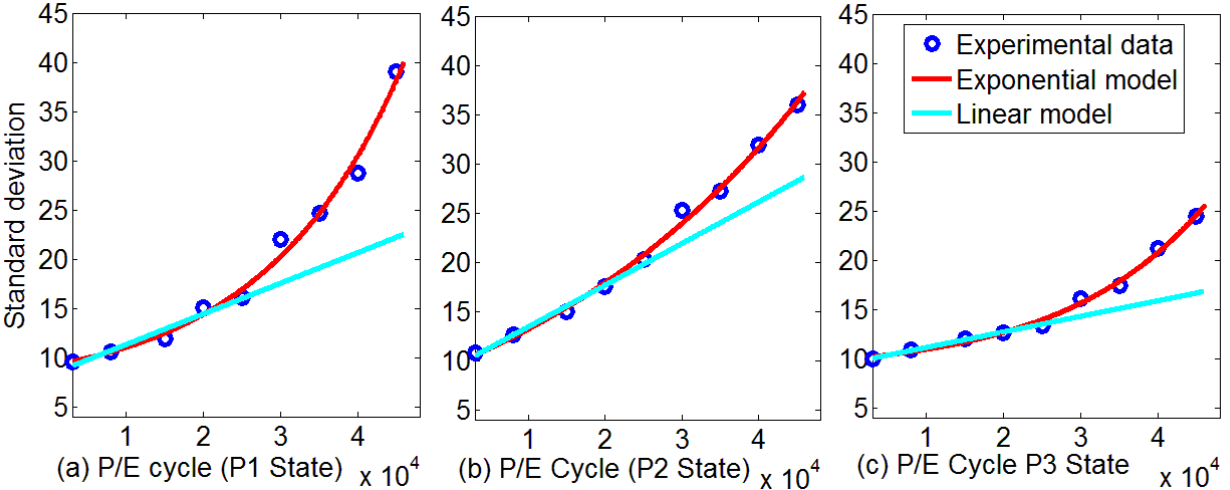 Standard deviation
40
35
30
25
20
15
10
5
1 2 3 4
x 10^4
(a) P/E cycle (P1 State)
45
40
35
30
25
20
15
10
5
1 2 3 4
x 10^4
(b) P/E Cycle (P2 State)
45
40
35
30
25
20
15
10
5
1 2 3 4
x 10^4
(c) P/E Cycle P3 State
Experimental data
Exponential model
Linear model